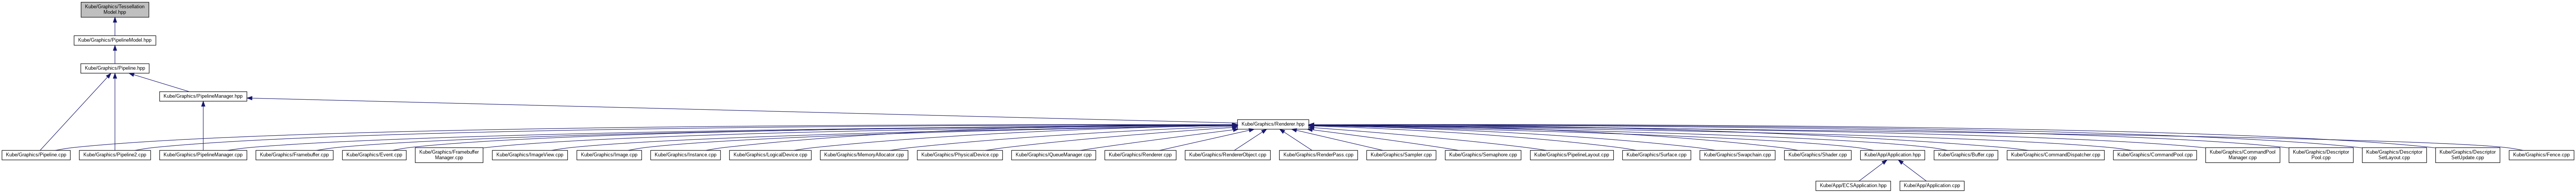 Kube/Graphics/Tessellation
Model.hpp
Kube/Graphics/PipelineModel.hpp
Kube/Graphics/Pipeline.hpp
Kube/Graphics/PipelineManager.hpp
Kube/Graphics/Renderer.hpp
Kube/Graphics/Pipeline.cpp
Kube/Graphics/Pipeline2.cpp
Kube/Graphics/PipelineManager.cpp
Kube/Graphics/Framebuffer.cpp
Kube/Graphics/Event.cpp
Kube/Graphics/Framebuffer
Manager.cpp
Kube/Graphics/ImageView.cpp
Kube/Graphics/Image.cpp
Kube/Graphics/Instance.cpp
Kube/Graphics/LogicalDevice.cpp
Kube/Graphics/MemoryAllocator.cpp
Kube/Graphics/PhysicalDevice.cpp
Kube/Graphics/QueueManager.cpp
Kube/Graphics/Renderer.cpp
Kube/Graphics/RendererObject.cpp
Kube/Graphics/RenderPass.cpp
Kube/Graphics/Sampler.cpp
Kube/Graphics/Semaphore.cpp
Kube/Graphics/PipelineLayout.cpp
Kube/Graphics/Surface.cpp
Kube/Graphics/Swapchain.cpp
Kube/Graphics/Shader.cpp
Kube/App/Application.hpp
Kube/Graphics/Buffer.cpp
Kube/Graphics/CommandDispatcher.cpp
Kube/Graphics/CommandPool.cpp
Kube/Graphics/CommandPool
Manager.cpp
Kube/Graphics/Descriptor
Pool.cpp
Kube/Graphics/Descriptor
SetLayout.cpp
Kube/Graphics/Descriptor
SetUpdate.cpp
Kube/Graphics/Fence.cpp
Kube/App/ECSApplication.hpp
Kube/App/Application.cpp